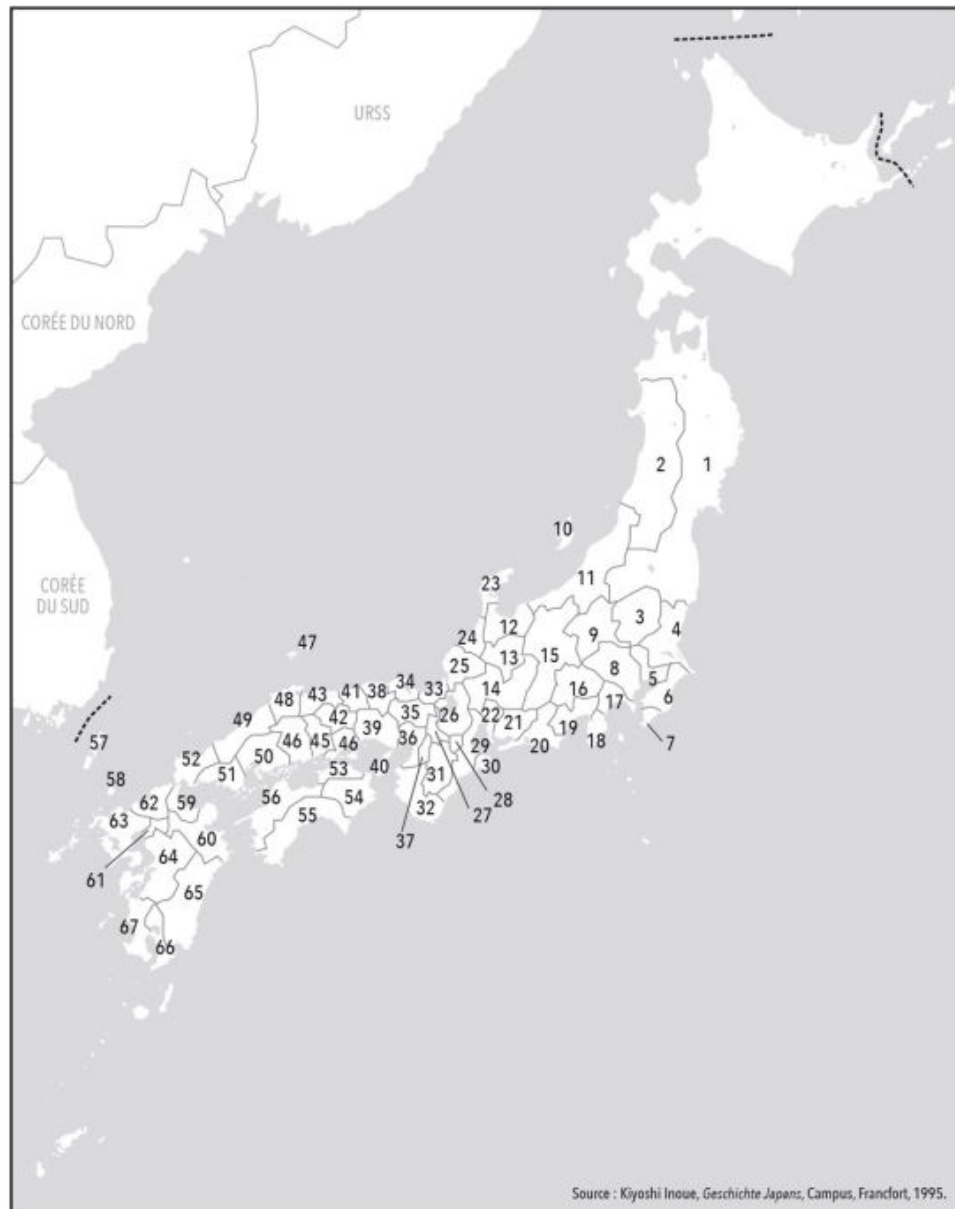 URSS
CORÉE DU NORD
2 1
10
CORÉE
DU SUD
11
23
3
47
24 12 9 4
13 15
25 8 5
34
48 43 41 38 33 14 16 17 6
35 26
49 42 39 22 21 19
46 45 46 36 29 20 18 7
57 52 50
51 53 40 31 30
58 56 54 28
62 59 32 27
63 55
60 37
64
61
65
67
66
Source : Kiyoshi Inoue, Geschichte Japans, Campus, Francfort, 1995.